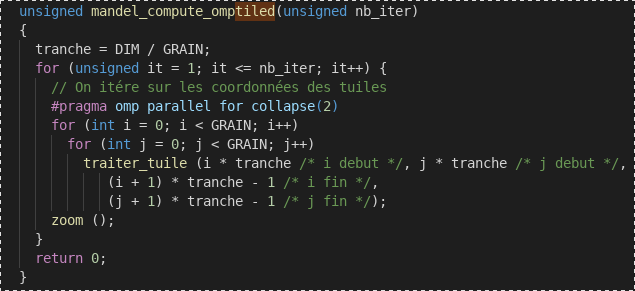 unsigned mandel_compute_omptiled(unsigned nb_iter)
{
  tranche = DIM / GRAIN;
  for (unsigned it = 1; it <= nb_iter; it++) {
    // On itére sur les coordonnées des tuiles
    #pragma omp parallel for collapse(2)
    for (int i = 0; i < GRAIN; i++)
      for (int j = 0; j < GRAIN; j++)
        traiter_tuile (i * tranche /* i debut */, j * tranche /* j debut */,
           (i + 1) * tranche - 1 /* i fin */,
           (j + 1) * tranche - 1 /* j fin */);
    zoom ();
  }
  return 0;
}